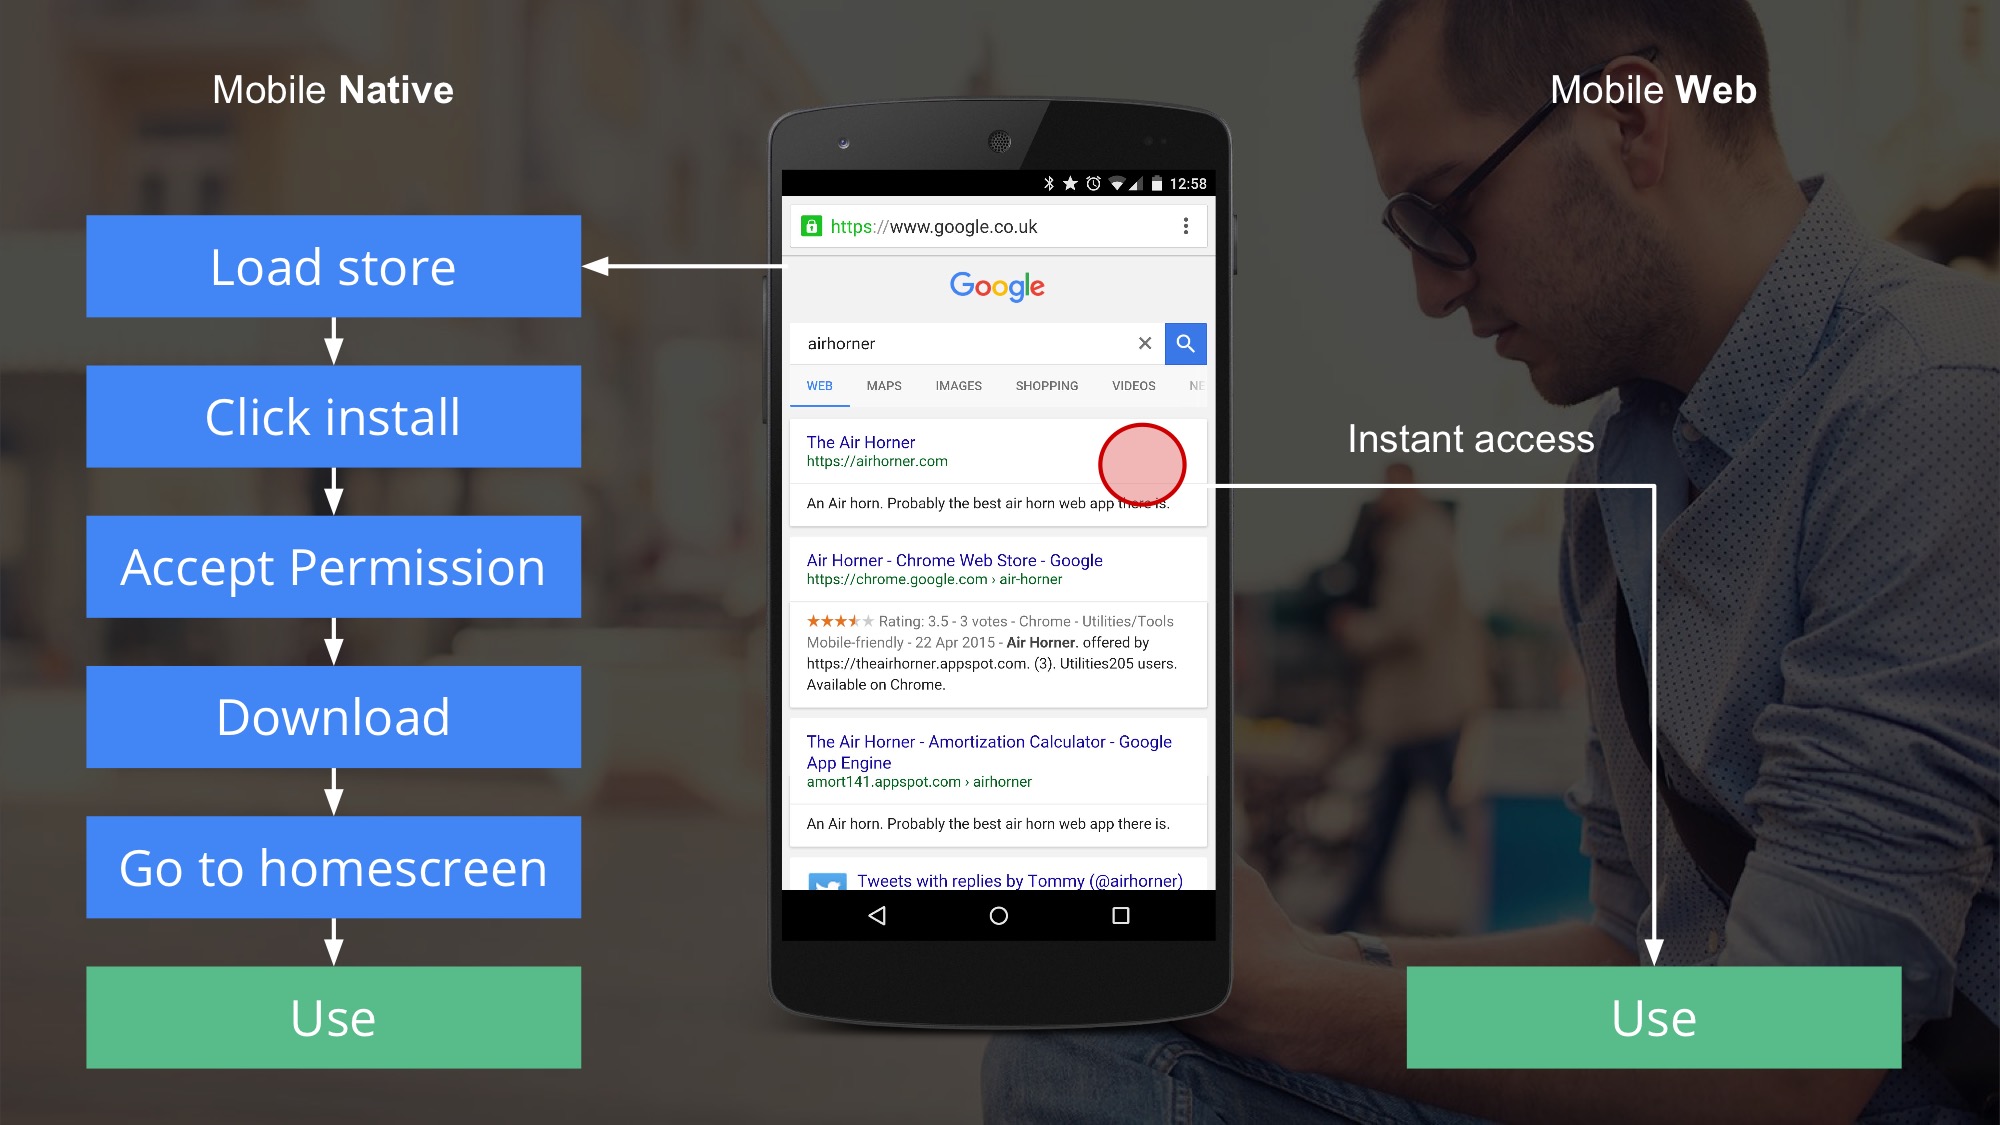 Mobile Native
Mobile Web
Load store
Click install
Accept Permission
Download
Go to homescreen
Use
12:58
https://www.google.co.uk
Google
airhorner
WEB MAPS IMAGES SHOPPING VIDEOS NE
The Air Horner
https://airhorner.com
An Air horn. Probably the best air horn web app there is.
Air Horner - Chrome Web Store - Google
https://chrome.google.com › air-horner
Rating: 3.5 - 3 votes - Chrome - Utilities/Tools
Mobile-friendly - 22 Apr 2015 - Air Horner. offered by
https://theairhorner.appspot.com. (3). Utilities205 users.
Available on Chrome.
The Air Horner - Amortization Calculator - Google
App Engine
amort141.appspot.com › airhorner
An Air horn. Probably the best air horn web app there is.
Tweets with replies by Tommy (@airhorner)
Instant access
Use